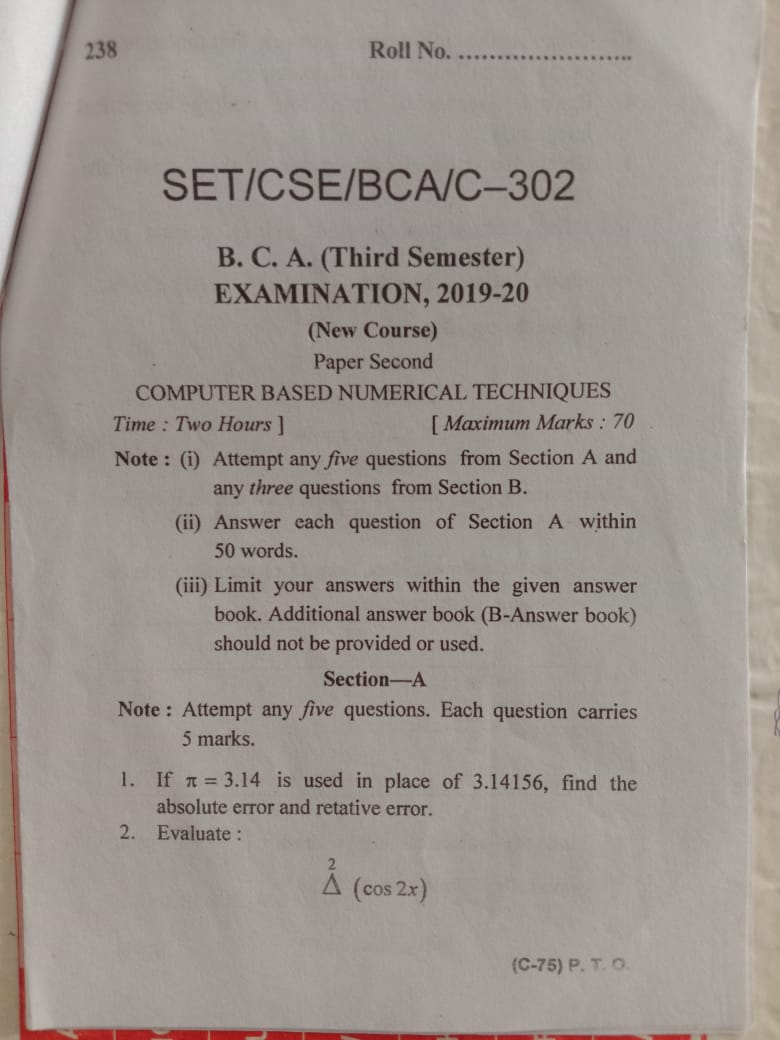 238 Roll No. ........................
SET/CSE/BCA/C–302
B. C. A. (Third Semester)
EXAMINATION, 2019-20
(New Course)
Paper Second
COMPUTER BASED NUMERICAL TECHNIQUES
Time : Two Hours ] [ Maximum Marks : 70
Note : (i) Attempt any five questions from Section A and
any three questions from Section B.
(ii) Answer each question of Section A within
50 words.
(iii) Limit your answers within the given answer
book. Additional answer book (B-Answer book)
should not be provided or used.
Section—A
Note : Attempt any five questions. Each question carries
5 marks.
1. If π = 3.14 is used in place of 3.14156, find the
absolute error and retative error.
2. Evaluate :
2
Δ (cos 2x)
(C-75) P. T. O.